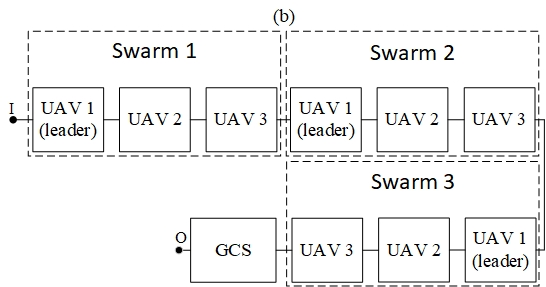 (b)
Swarm 1
Swarm 2
I
UAV 1
(leader)
UAV 2
UAV 3
UAV 1
(leader)
UAV 2
UAV 3
Swarm 3
O
GCS
UAV 3
UAV 2
UAV 1
(leader)